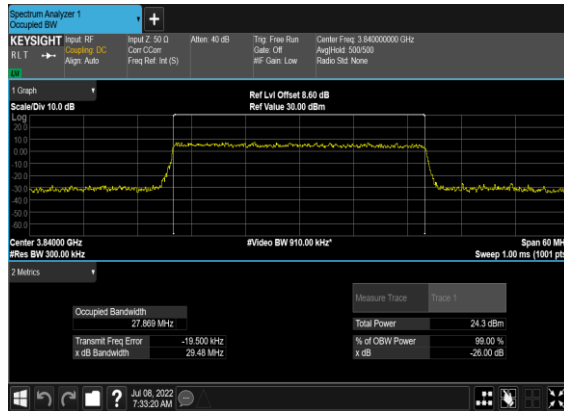 Spectrum Analyzer 1
Occupied BW
+
KEYSIGHT Input: RF Input Z: 50 Ω Atten: 40 dB Trig: Free Run Center Freq: 3.840000000 GHz
RLT Coupling: DC Corr CCorr Gate: Off Avg|Hold: 500/500
Align: Auto Freq Ref: Int (S) #IF Gain: Low Radio Std: None
1 Graph
Ref Lvl Offset 8.60 dB
Scale/Div 10.0 dB Ref Value 30.00 dBm
Log
20.0
10.0
0.00
-10.0
-20.0
-30.0
-40.0
-50.0
-60.0
Center 3.84000 GHz #Video BW 910.00 kHz* Span 60 MH
#Res BW 300.00 kHz Sweep 1.00 ms (1001 pts
2 Metrics
Measure Trace Trace 1
Occupied Bandwidth
27.869 MHz Total Power 24.3 dBm
Transmit Freq Error -19.500 kHz % of OBW Power 99.00 %
x dB Bandwidth 29.48 MHz x dB -26.00 dB
? Jul 08, 2022
7:33:20 AM